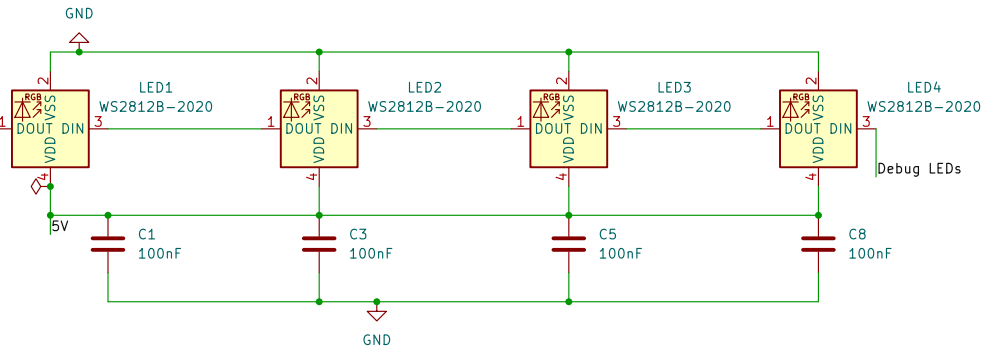 GND
2
RGB
VSS
LED1
WS2812B-2020
1
DOUT
DIN
3
VDD
4
2
RGB
VSS
LED2
WS2812B-2020
1
DOUT
DIN
3
VDD
4
2
RGB
VSS
LED3
WS2812B-2020
1
DOUT
DIN
3
VDD
4
2
RGB
VSS
LED4
WS2812B-2020
1
DOUT
DIN
3
VDD
4
Debug LEDs
5V
C1
100nF
C3
100nF
C5
100nF
C8
100nF
GND